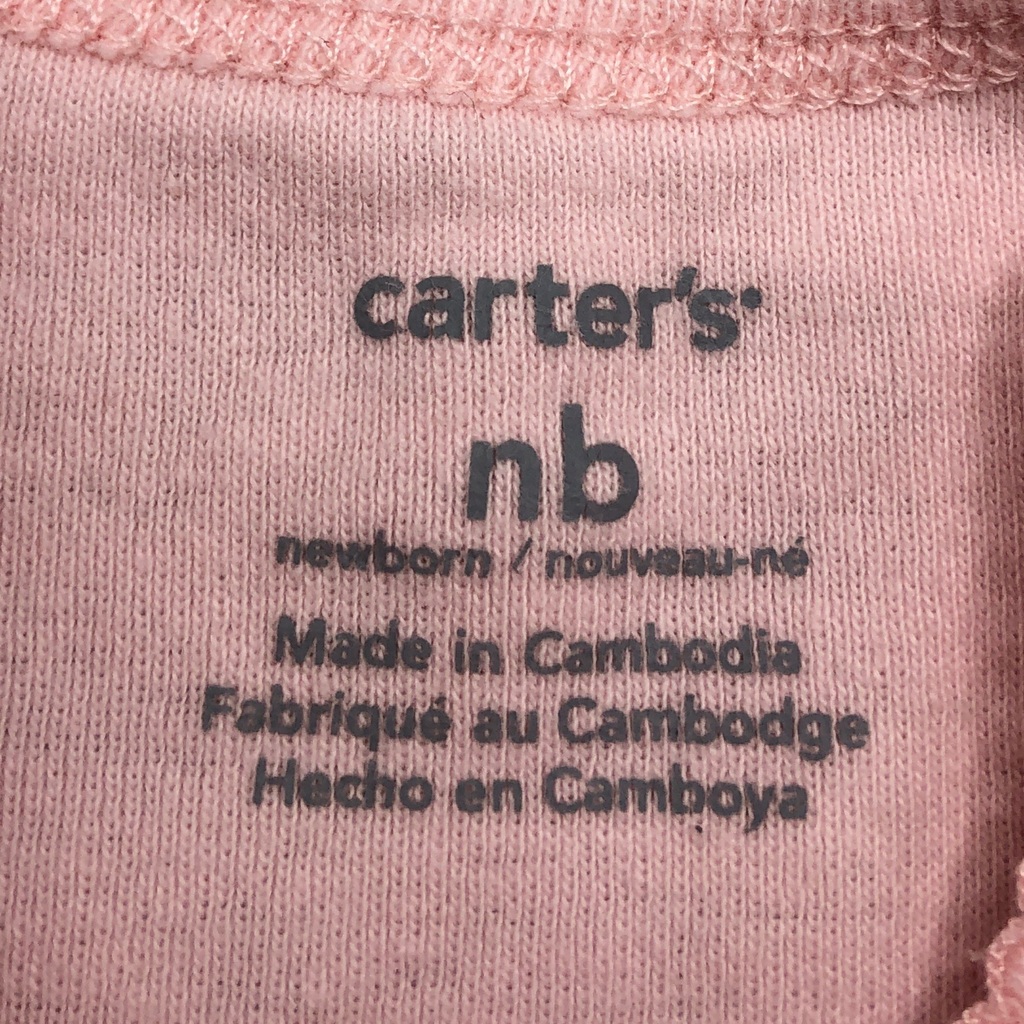 carter's
nb
newborn / nouveau-né
Made in Cambodia
Fabriqué au Cambodge
Hecho en Camboya